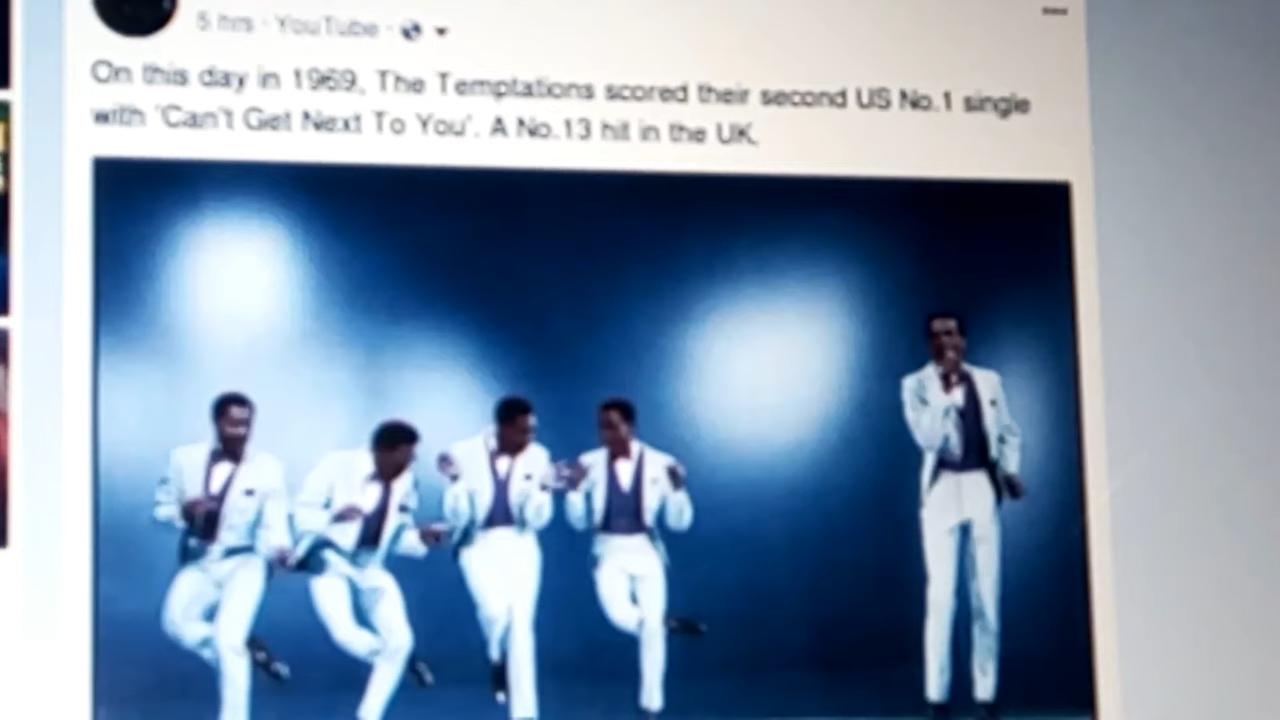 5 hrs · YouTube ·
On this day in 1969, The Temptations scored their second US No.1 single
with 'Can't Get Next To You'. A No.13 hit in the UK.